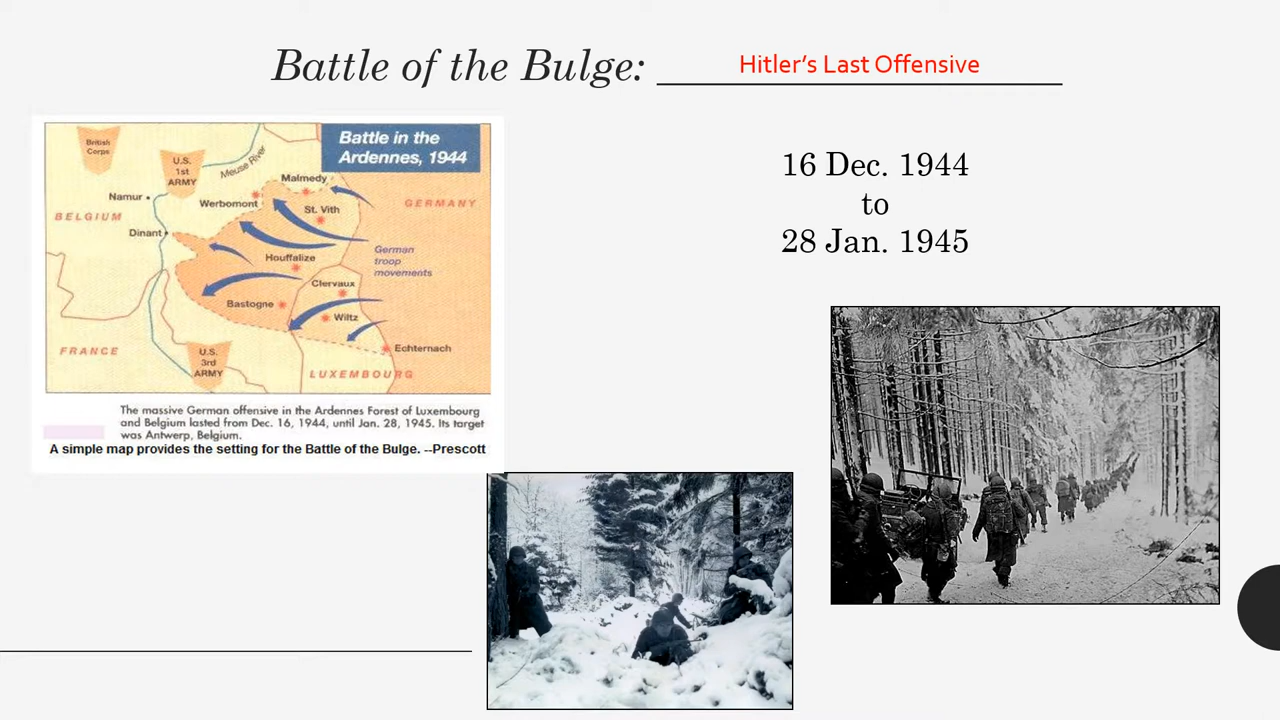 Battle of the Bulge: Hitler's Last Offensive
Battle in the
Ardennes, 1944
British
Corps
U.S.
1st
ARMY
Meuse River
Malmedy
Namur
Werbomont
St. Vith
GERMANY
BELGIUM
Dinant
German
troop
movements
Houffalize
Clervaux
Bastogne
Wiltz
Echternach
FRANCE
U.S.
3rd
ARMY
LUXEMBOURG
The massive German offensive in the Ardennes Forest of Luxembourg
and Belgium lasted from Dec. 16, 1944, until Jan. 28, 1945. Its target
was Antwerp, Belgium.
A simple map provides the setting for the Battle of the Bulge. --Prescott
16 Dec. 1944
to
28 Jan. 1945